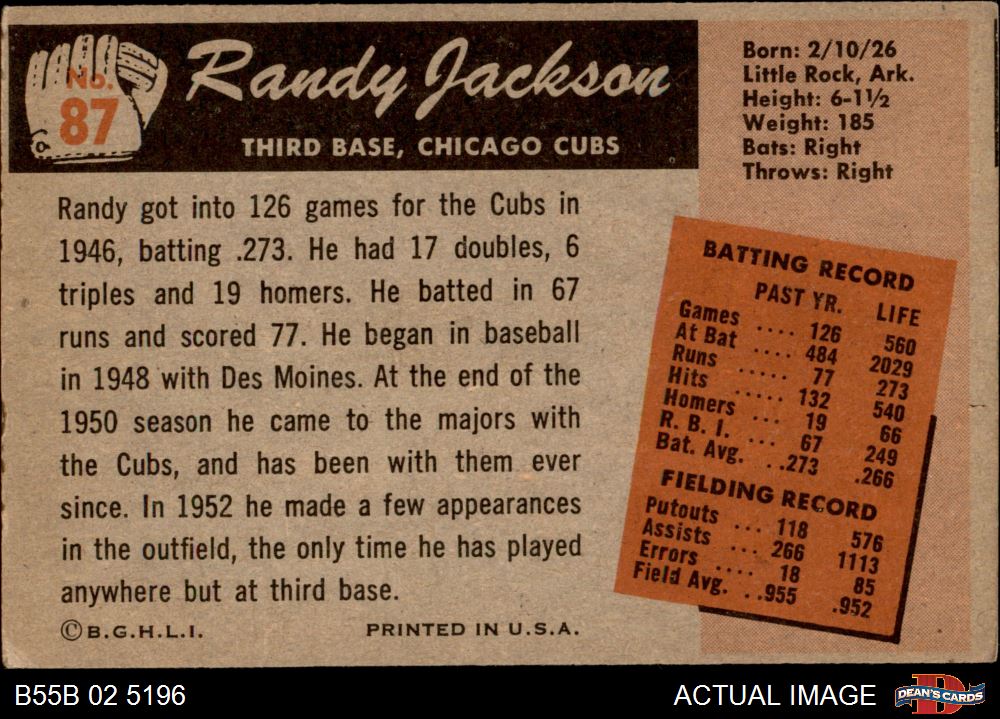 No.
87
Randy Jackson
THIRD BASE, CHICAGO CUBS
Born: 2/10/26
Little Rock, Ark.
Height: 6-1½
Weight: 185
Bats: Right
Throws: Right
Randy got into 126 games for the Cubs in
1946, batting .273. He had 17 doubles, 6
triples and 19 homers. He batted in 67
runs and scored 77. He began in baseball
in 1948 with Des Moines. At the end of the
1950 season he came to the majors with
the Cubs, and has been with them ever
since. In 1952 he made a few appearances
in the outfield, the only time he has played
anywhere but at third base.
©B.G.H.L.I. PRINTED IN U.S.A.
BATTING RECORD
PAST YR. LIFE
Games .... 126 560
At Bat .... 484 2029
Runs ..... 77 273
Hits ..... 132 540
Homers ... 19 66
R. B. I. ... 67 249
Bat. Avg. ..273 .266
FIELDING RECORD
Putouts ... 118 576
Assists ... 266 1113
Errors .... 18 85
Field Avg. ..955 .952
B55B 02 5196
ACTUAL IMAGE
D
DEAN'S CARDS